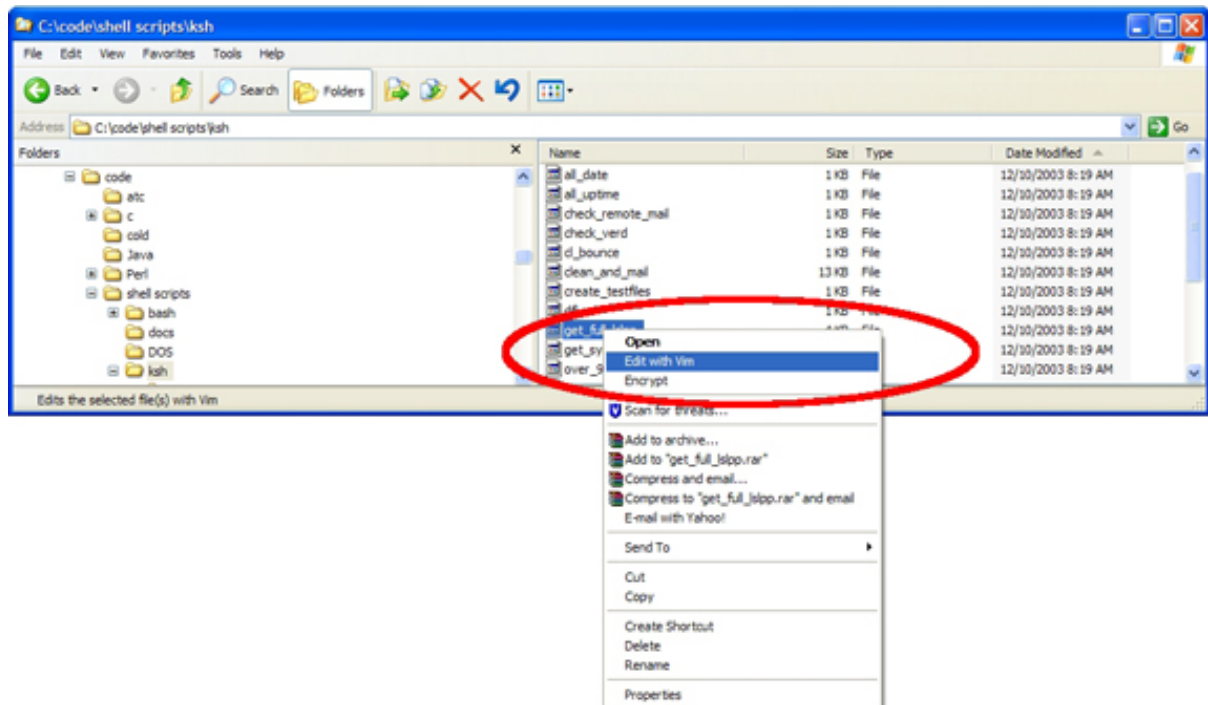 C:\code\shell scripts\ksh
File Edit View Favorites Tools Help
Back Search Folders
Address C:\code\shell scripts\ksh Go
Folders
code
atc
c
cold
Java
Perl
shell scripts
bash
docs
DOS
ksh
Name Size Type Date Modified
all_date 1 KB File 12/10/2003 8:19 AM
all_uptime 1 KB File 12/10/2003 8:19 AM
check_remote_mail 1 KB File 12/10/2003 8:19 AM
check_verd 1 KB File 12/10/2003 8:19 AM
cl_bounce 1 KB File 12/10/2003 8:19 AM
clean_and_mail 13 KB File 12/10/2003 8:19 AM
create_testfiles 1 KB File 12/10/2003 8:19 AM
1 KB File 12/10/2003 8:19 AM
12/10/2003 8:19 AM
get_sy 12/10/2003 8:19 AM
over_9 12/10/2003 8:19 AM
Open
Edit with Vim
Encrypt
Scan for threats...
Add to archive...
Add to "get_full_lslpp.rar"
Compress and email...
Compress to "get_full_lslpp.rar" and email
E-mail with Yahoo!
Send To
Cut
Copy
Create Shortcut
Delete
Rename
Properties
Edits the selected file(s) with Vim